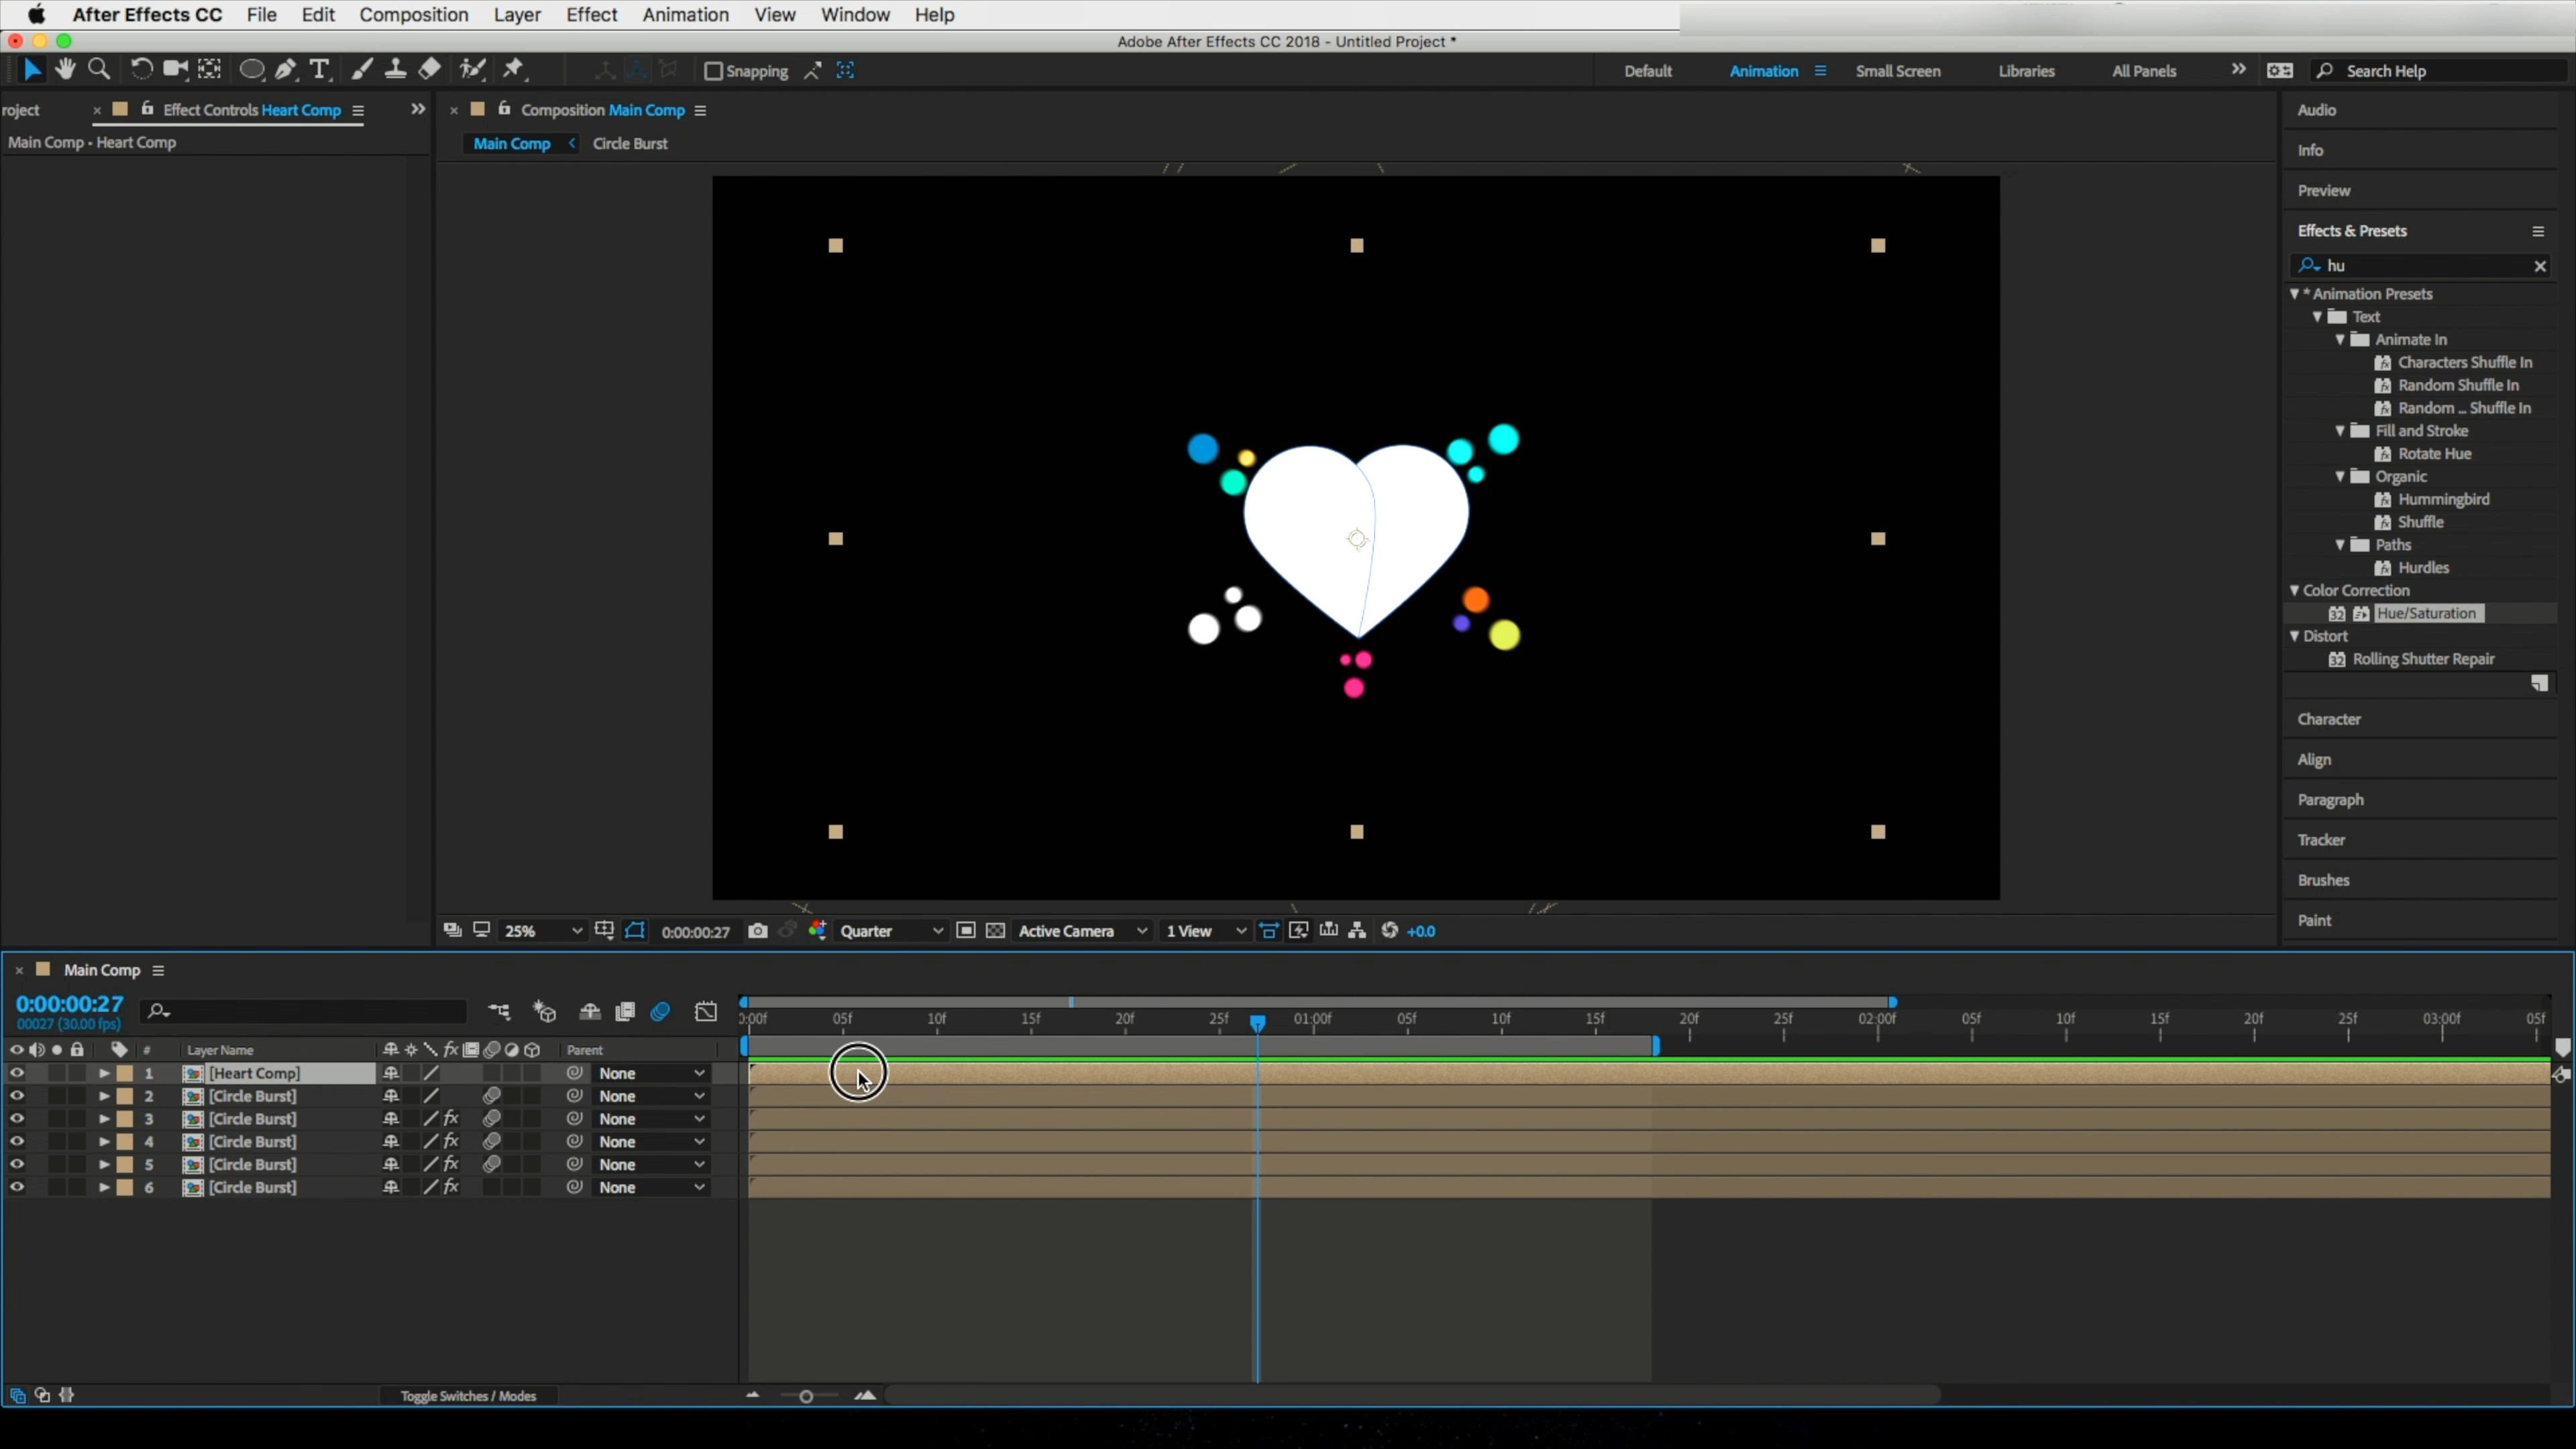 After Effects CC File Edit Composition Layer Effect Animation View Window Help
Adobe After Effects CC 2018 - Untitled Project *
Snapping Default Animation Small Screen Libraries All Panels Search Help
roject Effect Controls Heart Comp
Main Comp • Heart Comp
Composition Main Comp
Main Comp Circle Burst
Audio
Info
Preview
Effects & Presets
hu
* Animation Presets
Text
Animate In
Characters Shuffle In
Random Shuffle In
Random ... Shuffle In
Fill and Stroke
Rotate Hue
Organic
Hummingbird
Shuffle
Paths
Hurdles
Color Correction
32 Hue/Saturation
Distort
32 Rolling Shutter Repair
Character
Align
Paragraph
Tracker
Brushes
Paint
25% 0:00:00:27 Quarter Active Camera 1 View +0.0
Main Comp
0:00:00:27
00027 (30.00 fps)
0:00f 05f 10f 15f 20f 25f 01:00f 05f 10f 15f 20f 25f 02:00f 05f 10f 15f 20f 25f 03:00f 05f
# Layer Name fx Parent
1 [Heart Comp] None
2 [Circle Burst] None
3 [Circle Burst] fx None
4 [Circle Burst] fx None
5 [Circle Burst] fx None
6 [Circle Burst] fx None
Toggle Switches / Modes